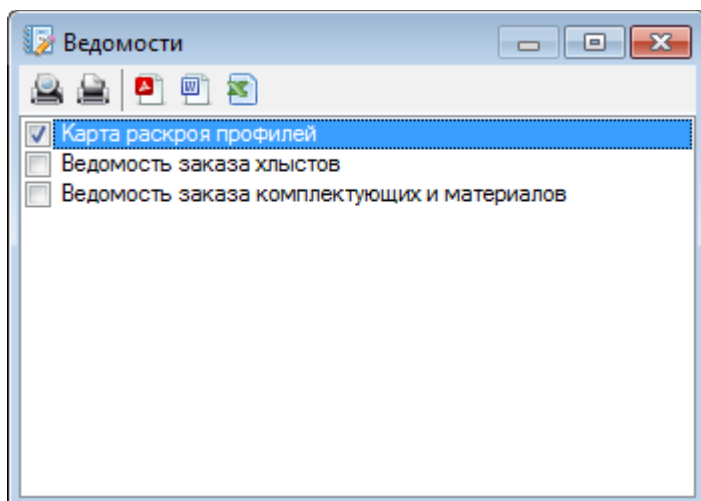 Ведомости
Карта раскроя профилей
Ведомость заказа хлыстов
Ведомость заказа комплектующих и материалов